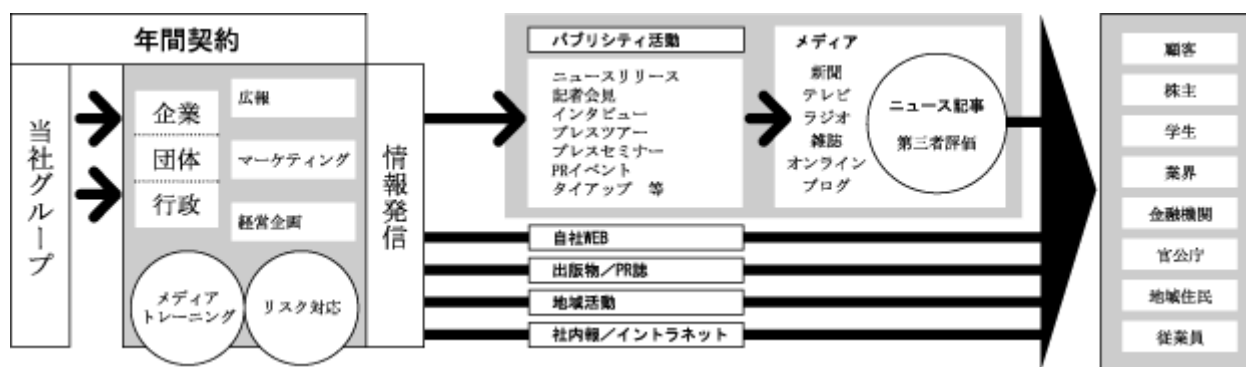 年間契約
当社グループ
企業
団体
行政
広報
マーケティング
経営企画
メディア
トレーニング
リスク対応
情報発信
パブリシティ活動
ニュースリリース
記者会見
インタビュー
プレスツアー
プレスセミナー
PRイベント
タイアップ 等
メディア
新聞
テレビ
ラジオ
雑誌
オンライン
ブログ
ニュース記事
第三者評価
自社WEB
出版物/PR誌
地域活動
社内報/イントラネット
顧客
株主
学生
業界
金融機関
官公庁
地域住民
従業員